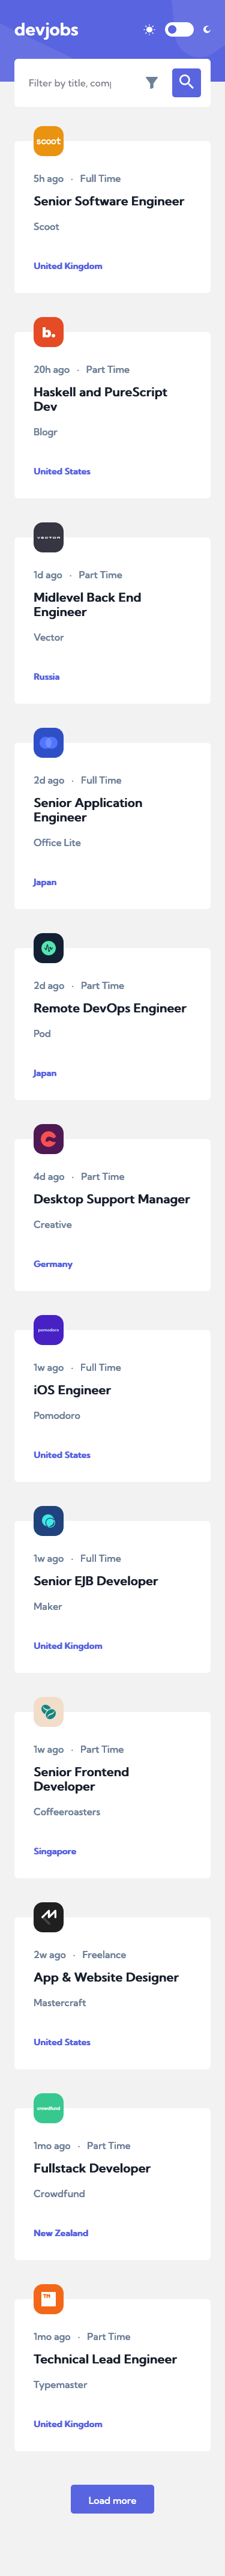 devjobs
Filter by title, comp
scoot
5h ago · Full Time
Senior Software Engineer
Scoot
United Kingdom
b.
20h ago · Part Time
Haskell and PureScript
Dev
Blogr
United States
VECTOR
1d ago · Part Time
Midlevel Back End
Engineer
Vector
Russia
2d ago · Full Time
Senior Application
Engineer
Office Lite
Japan
2d ago · Part Time
Remote DevOps Engineer
Pod
Japan
4d ago · Part Time
Desktop Support Manager
Creative
Germany
pomodoro
1w ago · Full Time
iOS Engineer
Pomodoro
United States
1w ago · Full Time
Senior EJB Developer
Maker
United Kingdom
1w ago · Part Time
Senior Frontend
Developer
Coffeeroasters
Singapore
2w ago · Freelance
App & Website Designer
Mastercraft
United States
crowdfund
1mo ago · Part Time
Fullstack Developer
Crowdfund
New Zealand
TM
1mo ago · Part Time
Technical Lead Engineer
Typemaster
United Kingdom
Load more